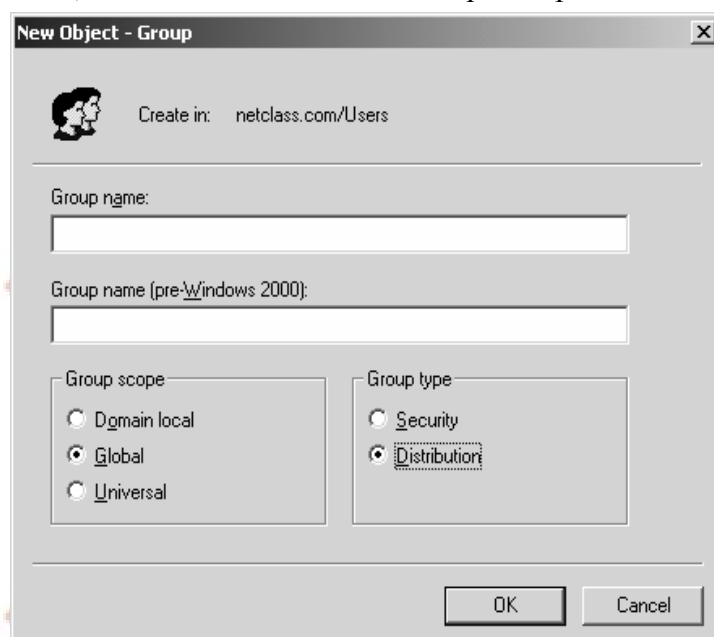 New Object - Group
Create in: netclass.com/Users
Group name:
Group name (pre-Windows 2000):
Group scope
Domain local
Global
Universal
Group type
Security
Distribution
OK Cancel